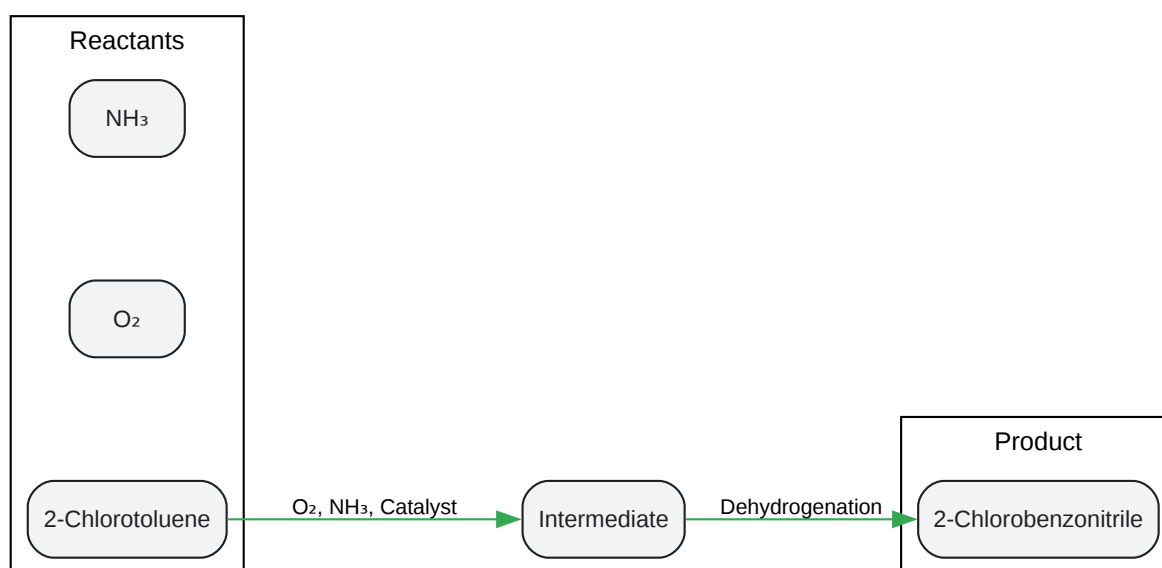 Reactants
NH₃
O₂
2-Chlorotoluene
O₂, NH₃, Catalyst
Intermediate
Dehydrogenation
Product
2-Chlorobenzonitrile